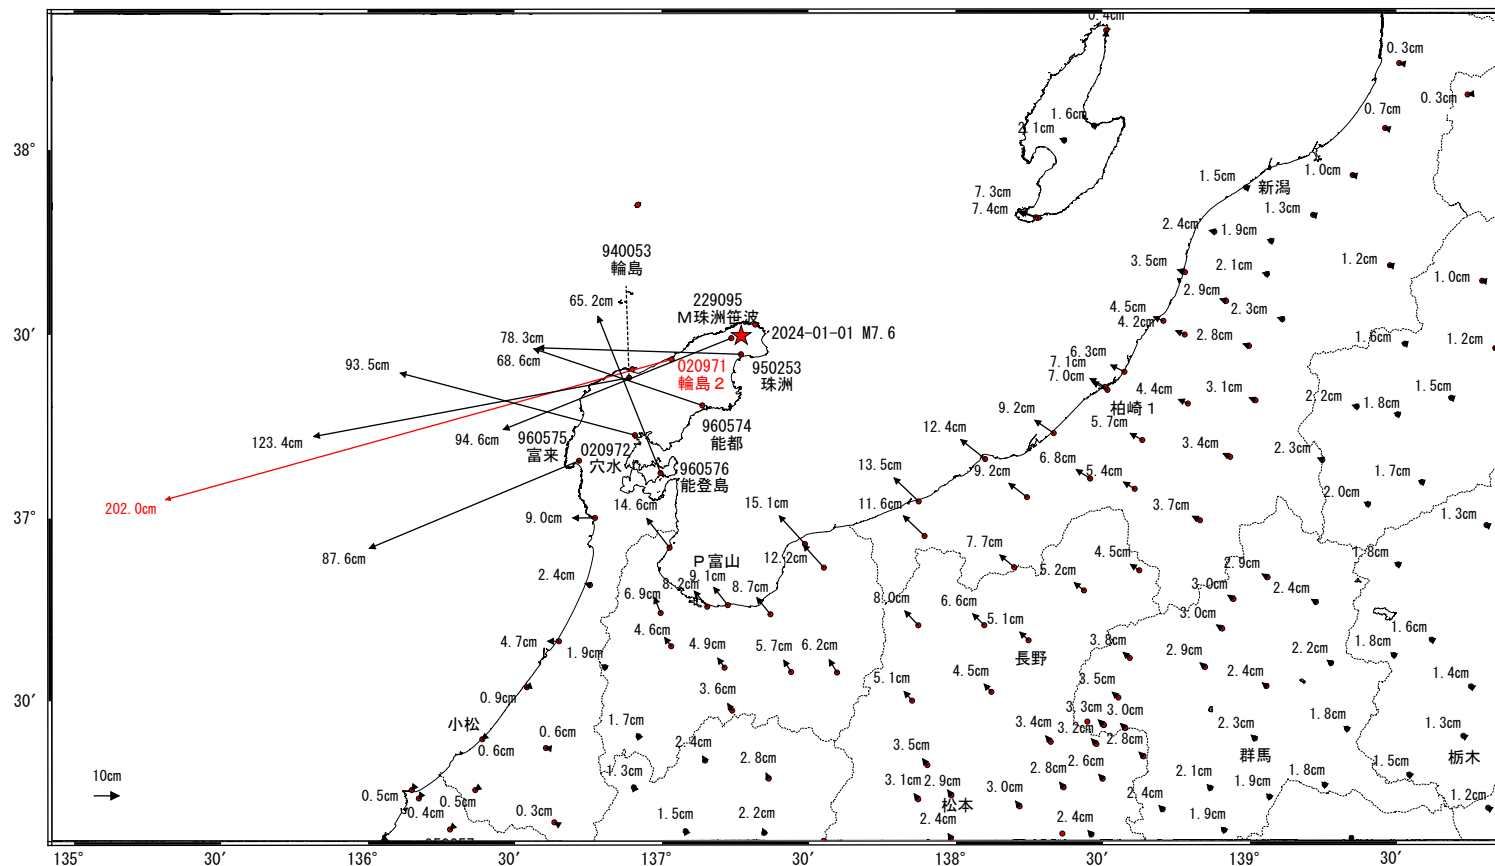 0.4cm
0.3cm
0.3cm
0.7cm
1.6cm
2.1cm
38°
1.0cm
1.5cm
新潟
7.3cm
7.4cm
1.3cm
2.4cm
1.9cm
940053
輪島
3.5cm
2.1cm
1.2cm
1.0cm
65.2cm
229095
M珠洲笹波
2.9cm
4.5cm
4.2cm
2.3cm
30′
2024-01-01 M7.6
78.3cm
68.6cm
2.8cm
1.6cm
1.2cm
93.5cm
020971
輪島2
950253
珠洲
6.3cm
7.1cm
7.0cm
4.4cm
3.1cm
2.2cm
1.8cm
1.5cm
柏崎1
9.2cm
5.7cm
960574
能都
123.4cm
94.6cm
960575
富来
020972
穴水
12.4cm
3.4cm
2.3cm
960576
能登島
6.8cm
5.4cm
9.2cm
1.7cm
202.0cm
14.6cm
15.1cm
13.5cm
11.6cm
2.0cm
37°
9.0cm
3.7cm
1.3cm
87.6cm
P富山
12.2cm
7.7cm
4.5cm
1.8cm
2.4cm
9.1cm
8.2cm
8.7cm
5.2cm
2.9cm
3.0cm
2.4cm
6.9cm
8.0cm
6.6cm
5.1cm
3.0cm
4.7cm
4.6cm
4.9cm
5.7cm
6.2cm
長野
3.8cm
2.9cm
2.2cm
1.8cm
1.6cm
1.9cm
4.5cm
2.4cm
1.4cm
30′
0.9cm
3.6cm
5.1cm
3.5cm
小松
0.6cm
0.6cm
1.7cm
2.4cm
2.8cm
3.5cm
3.4cm
3.3cm
3.2cm
3.0cm
2.8cm
2.3cm
群馬
1.8cm
1.3cm
栃木
10cm
1.3cm
3.1cm
2.9cm
松本
3.0cm
2.8cm
2.6cm
2.1cm
1.9cm
1.8cm
1.5cm
1.2cm
0.5cm
0.4cm
0.5cm
0.3cm
1.5cm
2.2cm
2.4cm
2.4cm
2.4cm
1.9cm
135°
30′
136°
30′
137°
30′
138°
30′
139°
30′